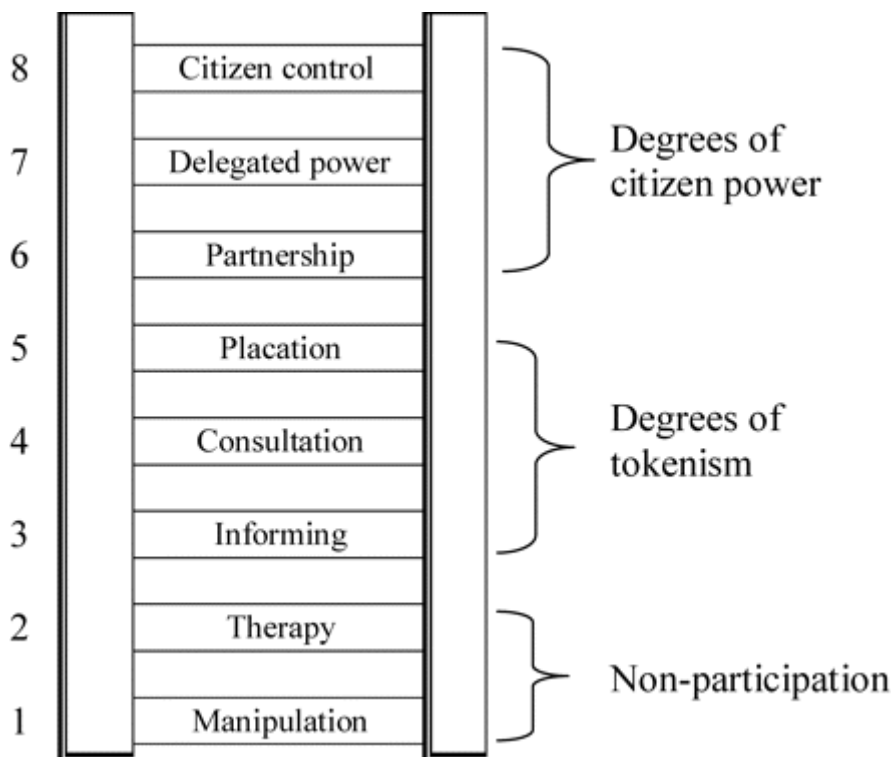 8 Citizen control
7 Delegated power
Degrees of
citizen power
6 Partnership
5 Placation
4 Consultation
Degrees of
tokenism
3 Informing
2 Therapy
Non-participation
1 Manipulation